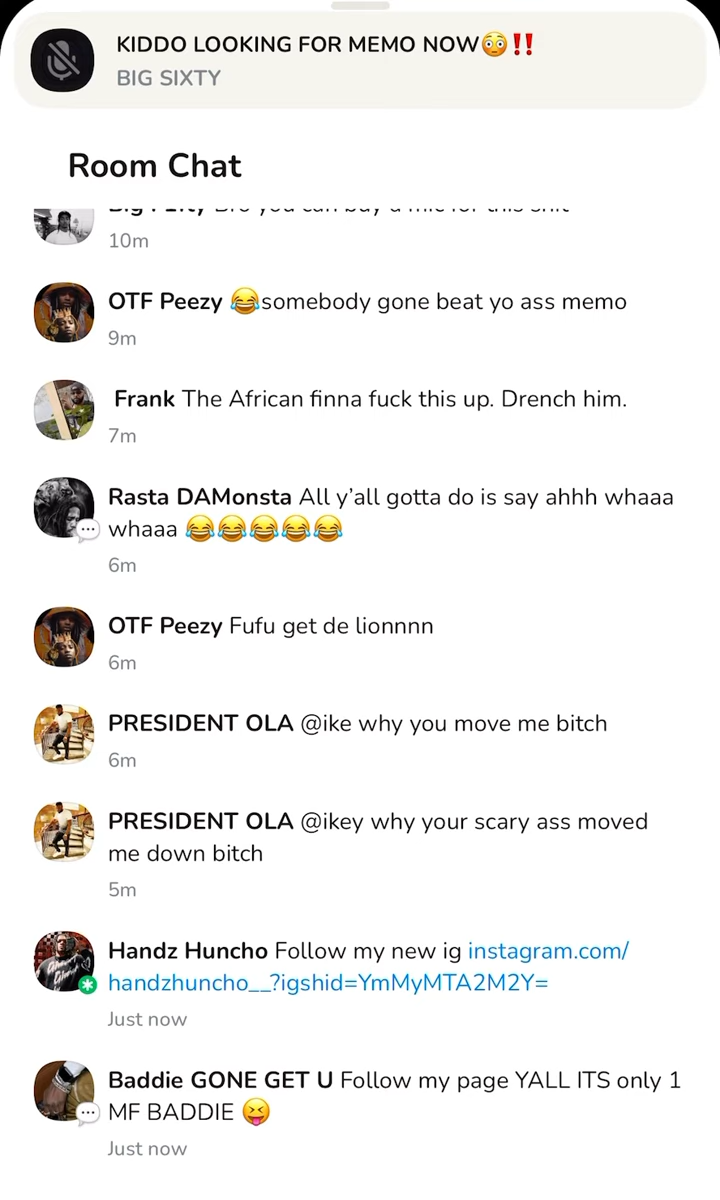 KIDDO LOOKING FOR MEMO NOW😳‼️
BIG SIXTY
Room Chat
10m
OTF Peezy 😂somebody gone beat yo ass memo
9m
Frank The African finna fuck this up. Drench him.
7m
Rasta DAMonsta All y’all gotta do is say ahhh whaaa
whaaa 😂😂😂😂😂
6m
OTF Peezy Fufu get de lionnnn
6m
PRESIDENT OLA @ike why you move me bitch
6m
PRESIDENT OLA @ikey why your scary ass moved
me down bitch
5m
Handz Huncho Follow my new ig instagram.com/
handzhuncho__?igshid=YmMyMTA2M2Y=
Just now
Baddie GONE GET U Follow my page YALL ITS only 1
MF BADDIE 😝
Just now